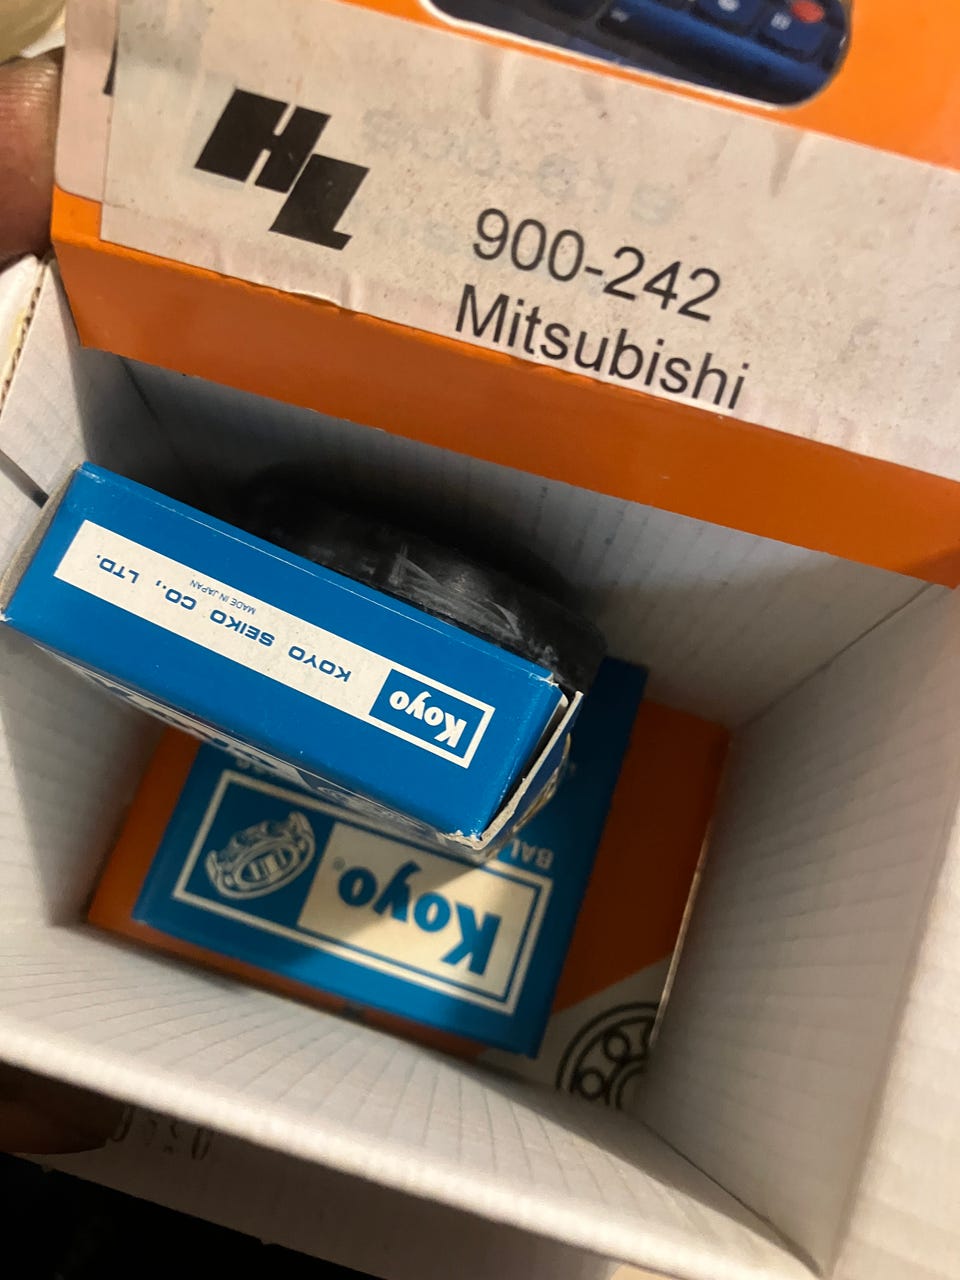 HL
900-242
Mitsubishi
KOYO SEIKO CO., LTD.
MADE IN JAPAN
Koyo
Koyo®